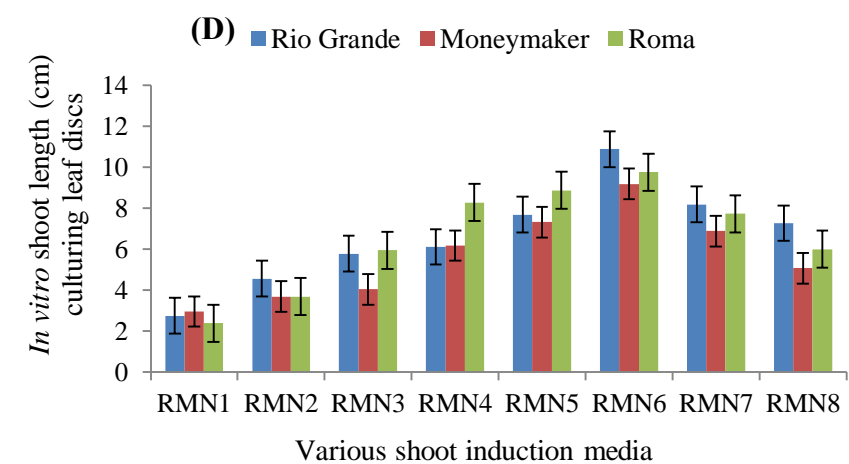 (D) Rio Grande Moneymaker Roma
In vitro shoot length (cm)
culturing leaf discs
14
12
10
8
6
4
2
0
RMN1 RMN2 RMN3 RMN4 RMN5 RMN6 RMN7 RMN8
Various shoot induction media